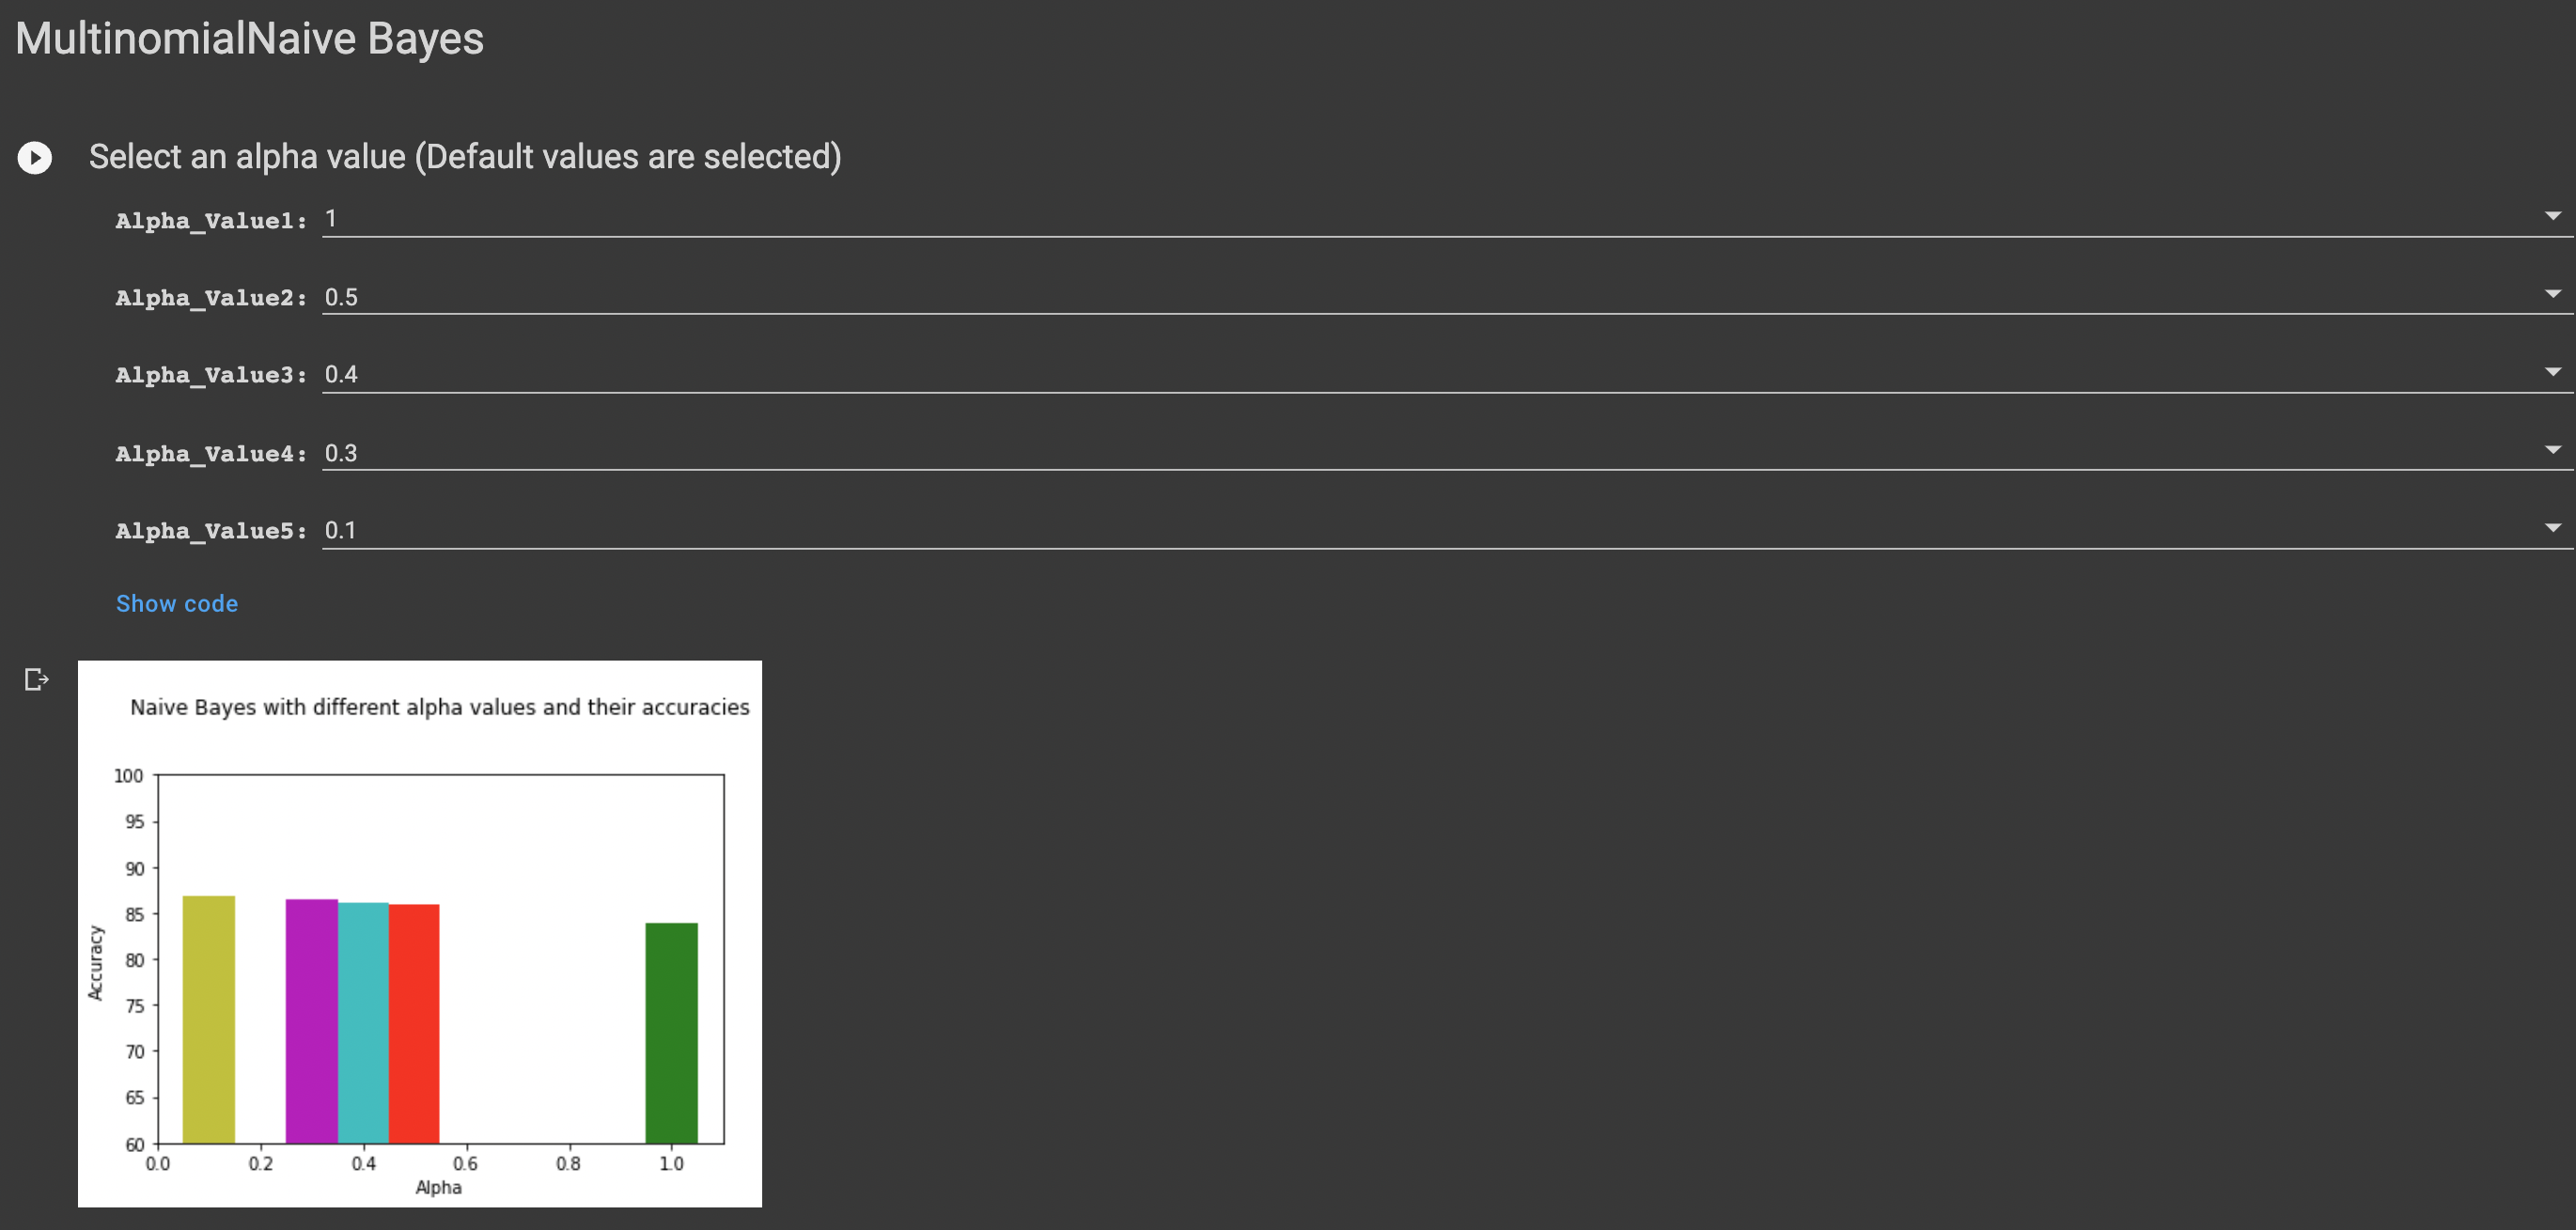 MultinomialNaive Bayes
Select an alpha value (Default values are selected)
Alpha_Value1: 1
Alpha_Value2: 0.5
Alpha_Value3: 0.4
Alpha_Value4: 0.3
Alpha_Value5: 0.1
Show code
Naive Bayes with different alpha values and their accuracies
100
95
90
85
80
75
70
65
60
Accuracy
0.0 0.2 0.4 0.6 0.8 1.0
Alpha